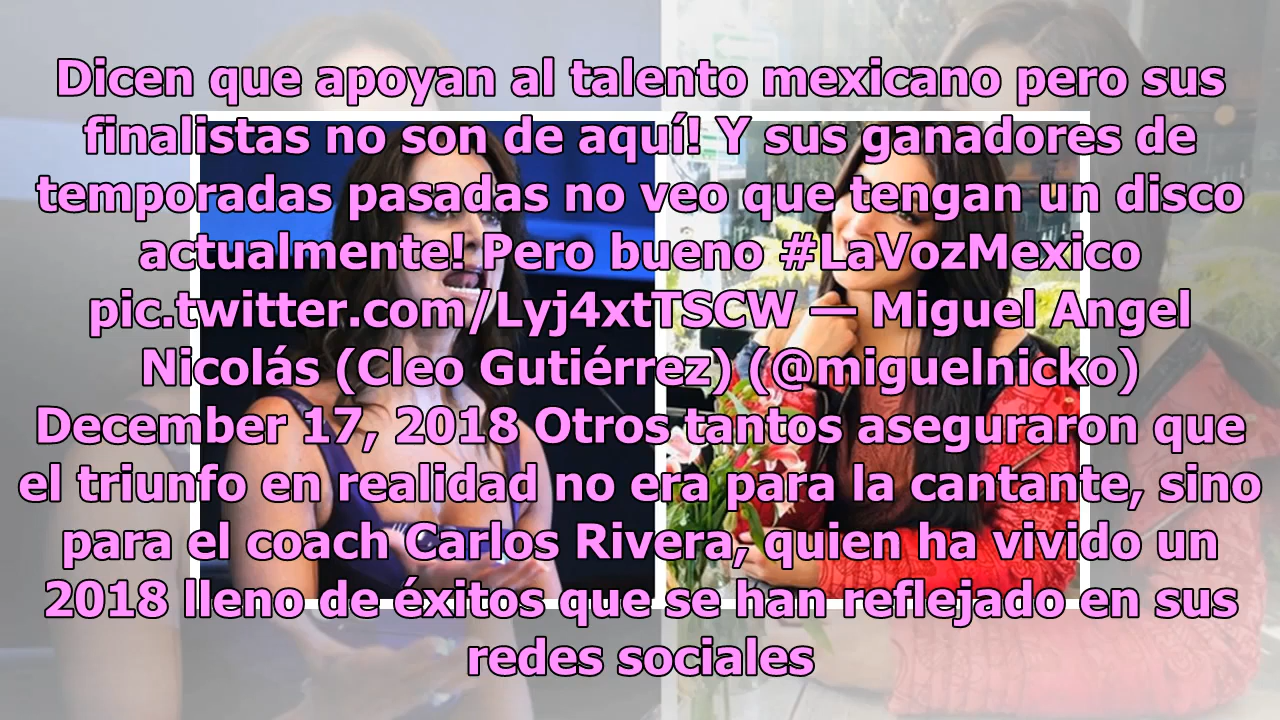 Dicen que apoyan al talento mexicano pero sus
finalistas no son de aquí! Y sus ganadores de
temporadas pasadas no veo que tengan un disco
actualmente! Pero bueno #LaVozMexico
pic.twitter.com/Lyj4xtTSCW — Miguel Angel
Nicolás (Cleo Gutiérrez) (@miguelnicko)
December 17, 2018 Otros tantos aseguraron que
el triunfo en realidad no era para la cantante, sino
para el coach Carlos Rivera, quien ha vivido un
2018 lleno de éxitos que se han reflejado en sus
redes sociales